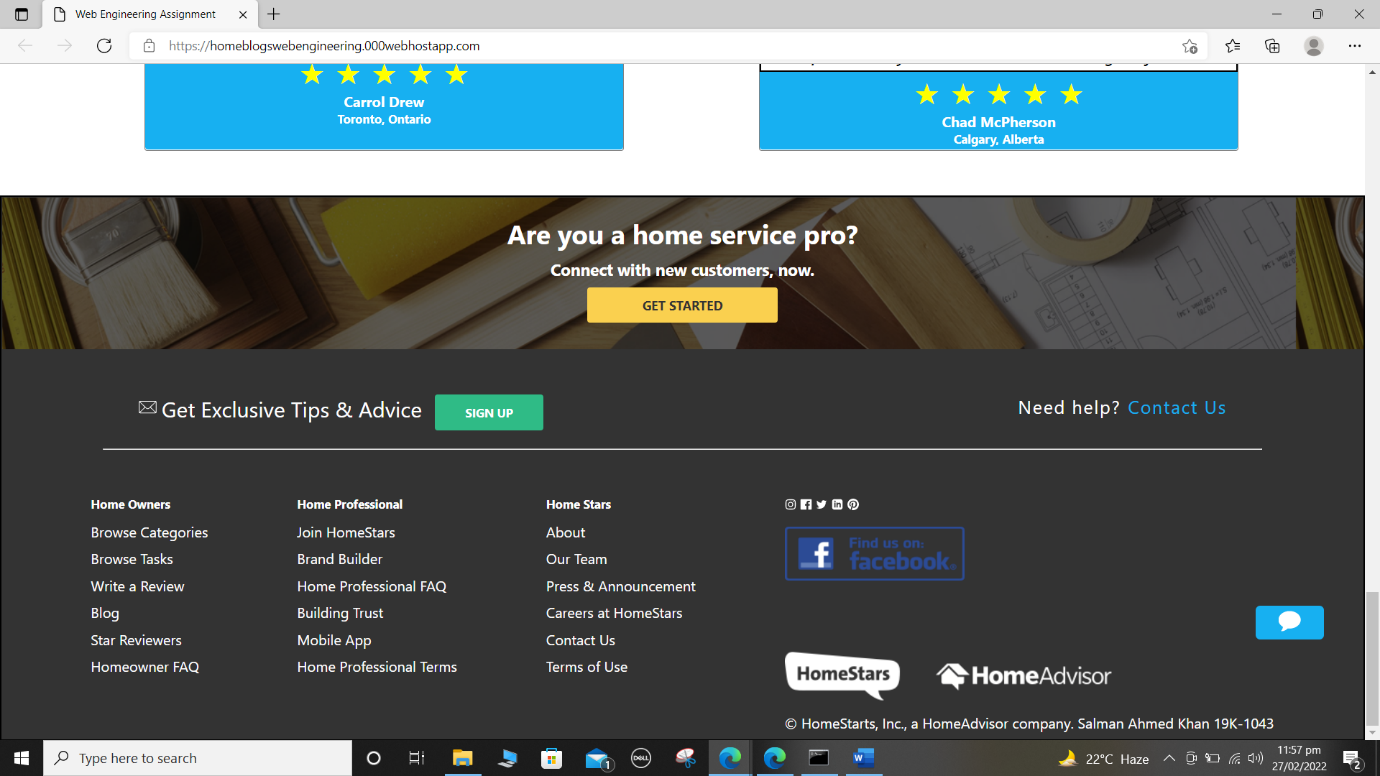 Web Engineering Assignment
https://homeblogswebengineering.000webhostapp.com
Carrol Drew
Toronto, Ontario
Chad McPherson
Calgary, Alberta
Are you a home service pro?
Connect with new customers, now.
GET STARTED
Get Exclusive Tips & Advice
SIGN UP
Need help? Contact Us
Home Owners
Browse Categories
Browse Tasks
Write a Review
Blog
Star Reviewers
Homeowner FAQ
Home Professional
Join HomeStars
Brand Builder
Home Professional FAQ
Building Trust
Mobile App
Home Professional Terms
Home Stars
About
Our Team
Press & Announcement
Careers at HomeStars
Contact Us
Terms of Use
Find us on:
facebook.
HomeStars
HomeAdvisor
© HomeStarts, Inc., a HomeAdvisor company. Salman Ahmed Khan 19K-1043
Type here to search
1
DELL
22°C Haze
11:57 pm
27/02/2022
2